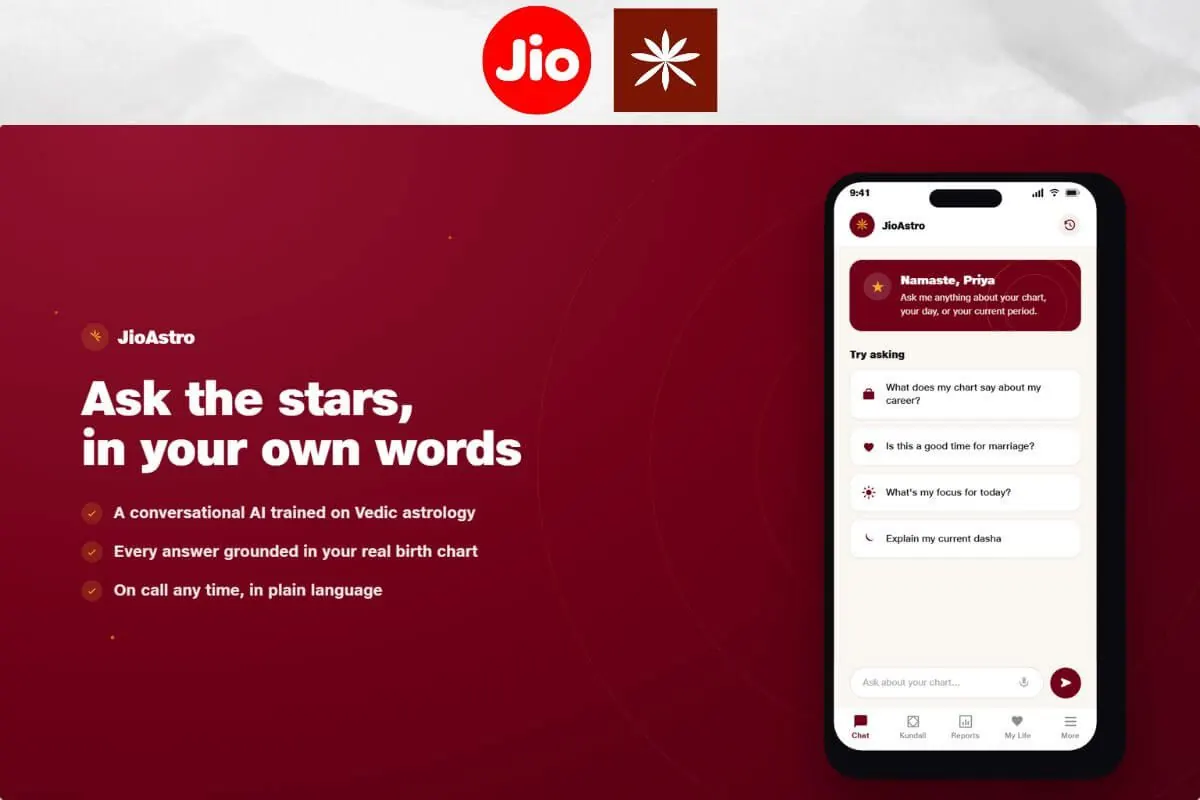 Jio
JioAstro
Ask the stars,
in your own words
A conversational AI trained on Vedic astrology
Every answer grounded in your real birth chart
On call any time, in plain language
9:41
JioAstro
Namaste, Priya
Ask me anything about your chart,
your day, or your current period.
Try asking
What does my chart say about my
career?
Is this a good time for marriage?
What's my focus for today?
Explain my current dasha
Ask about your chart...
Chat
Kundali
Reports
My Life
More